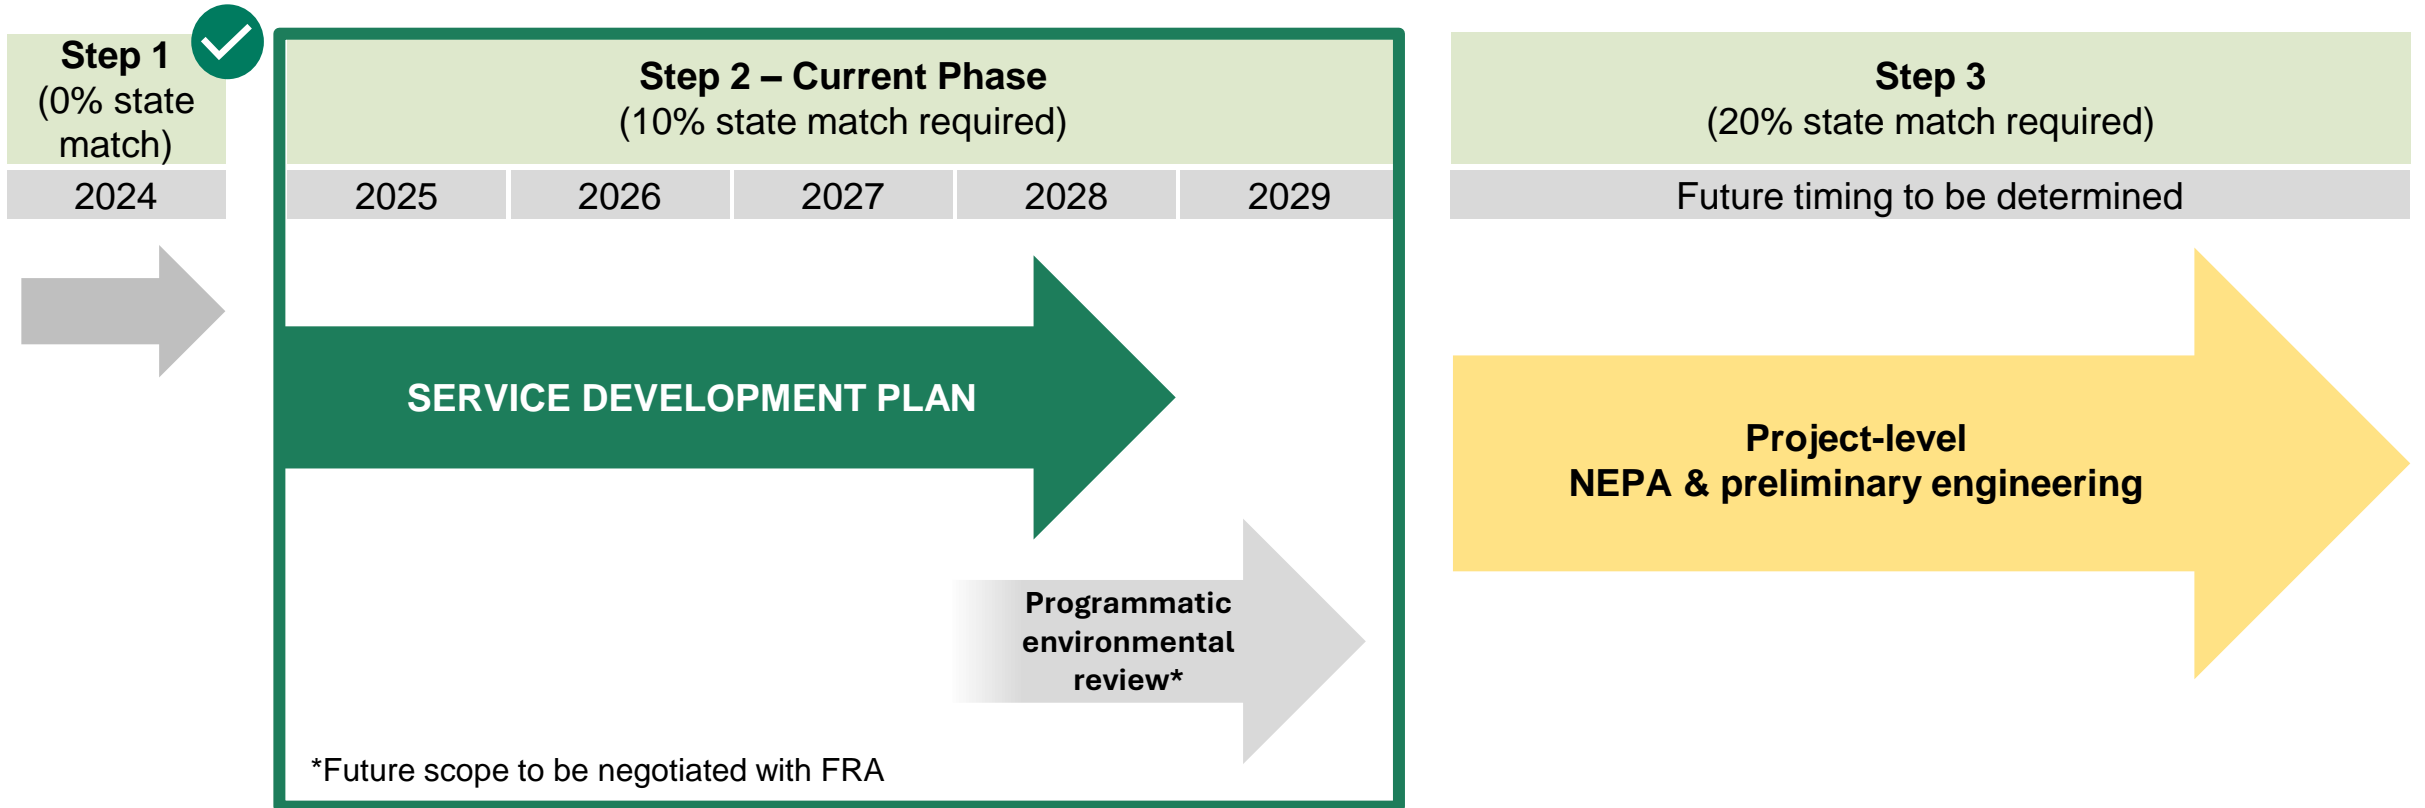 Step 1
(0% state
match)
2024
Step 2 – Current Phase
(10% state match required)
2025
2026
2027
2028
2029
Step 3
(20% state match required)
Future timing to be determined
SERVICE DEVELOPMENT PLAN
Programmatic
environmental
review*
*Future scope to be negotiated with FRA
Project-level
NEPA & preliminary engineering